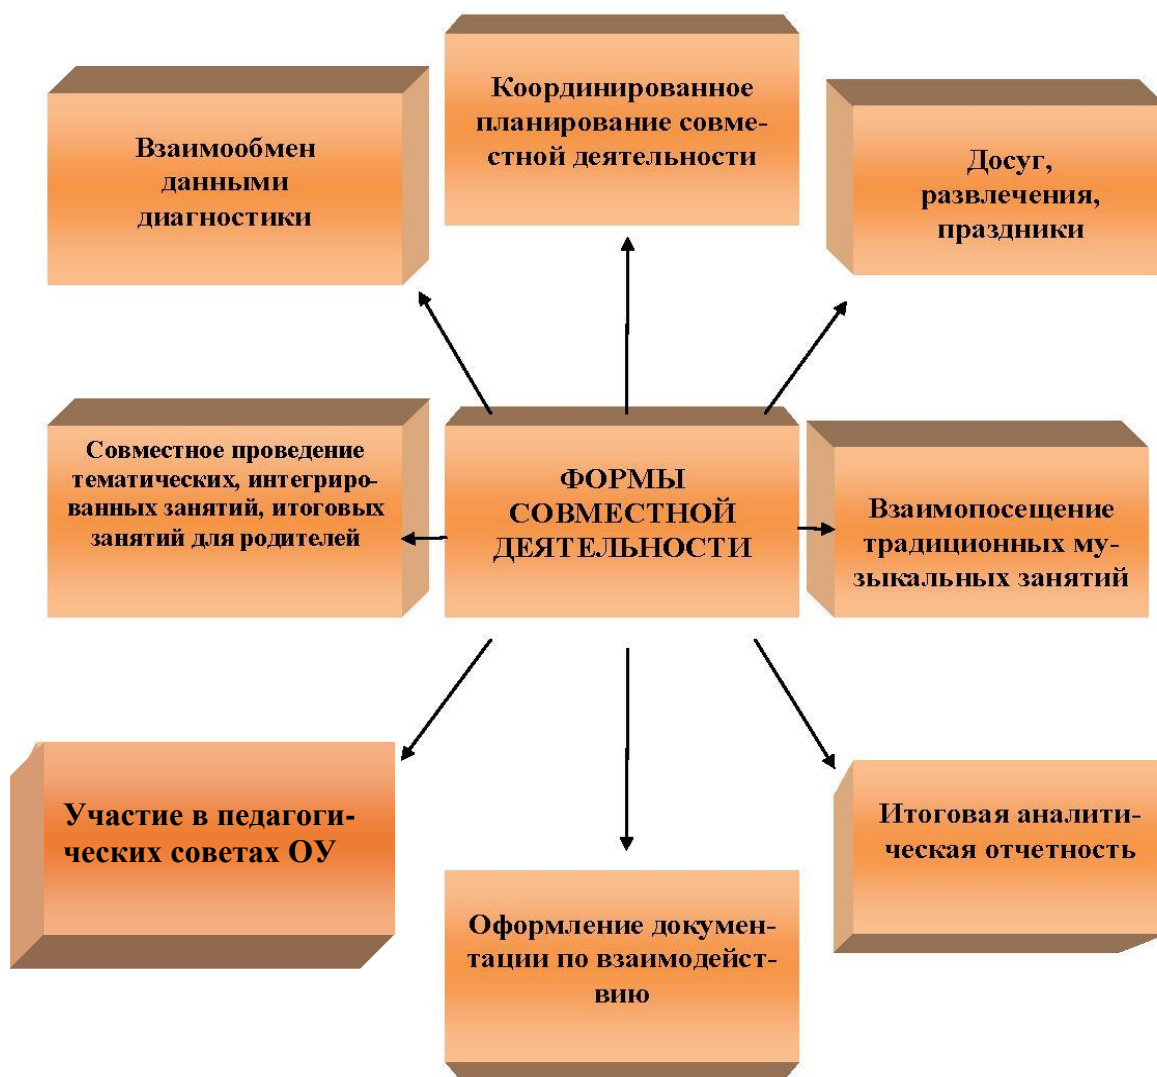 Координированное
планирование совме-
стной деятельности
Взаимообмен
данными
диагностики
Досуг,
развлечения,
праздники
Совместное проведение
тематических, интегриро-
ванных занятий, итоговых
занятий для родителей
ФОРМЫ
СОВМЕСТНОЙ
ДЕЯТЕЛЬНОСТИ
Взаимопосещение
традиционных му-
зыкальных занятий
Участие в педагоги-
ческих советах ОУ
Итоговая аналити-
ческая отчетность
Оформление докумен-
тации по взаимодейст-
вию